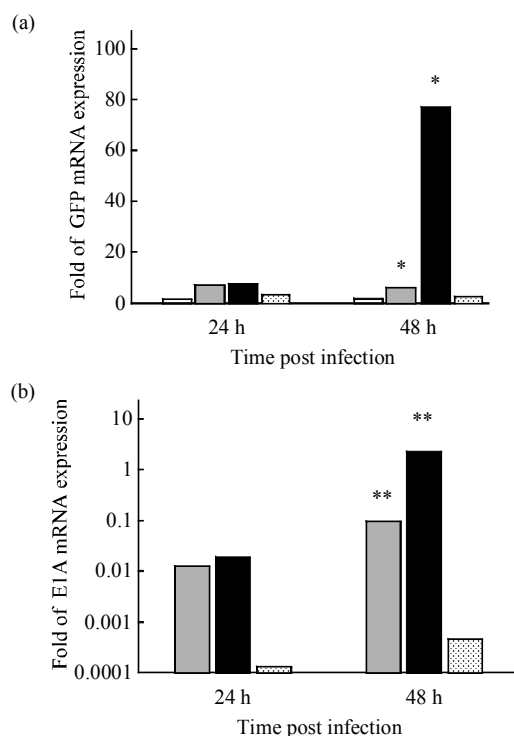 (a)
Fold of GFP mRNA expression
100
80
60
40
20
0
*
*
24 h
48 h
Time post infection
(b)
Fold of E1A mRNA expression
10
1
0.1
0.01
0.001
0.0001
**
**
24 h
48 h
Time post infection